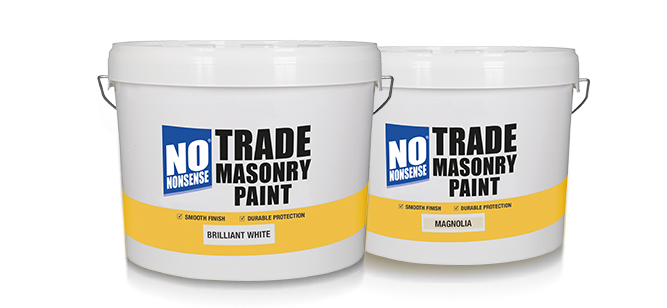 NO
NONSENSE
TRADE
MASONRY
PAINT
SMOOTH FINISH DURABLE PROTECTION
BRILLIANT WHITE
NO
NONSENSE
TRADE
MASONRY
PAINT
SMOOTH FINISH DURABLE PROTECTION
MAGNOLIA